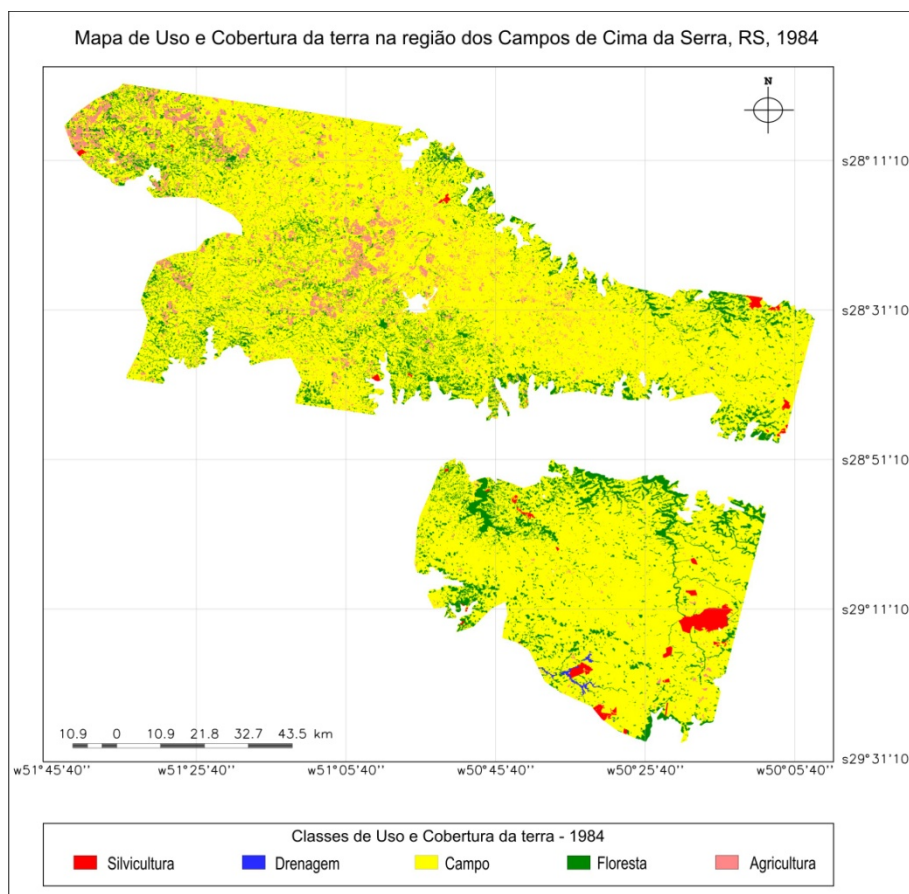 Mapa de Uso e Cobertura da terra na região dos Campos de Cima da Serra, RS, 1984
N
s28°11'10
s28°31'10
s28°51'10
s29°11'10
10.9 0 10.9 21.8 32.7 43.5 km
s29°31'10
w51°45'40'' w51°25'40'' w51°05'40'' w50°45'40'' w50°25'40'' w50°05'40''
Classes de Uso e Cobertura da terra - 1984
Silvicultura Drenagem Campo Floresta Agricultura